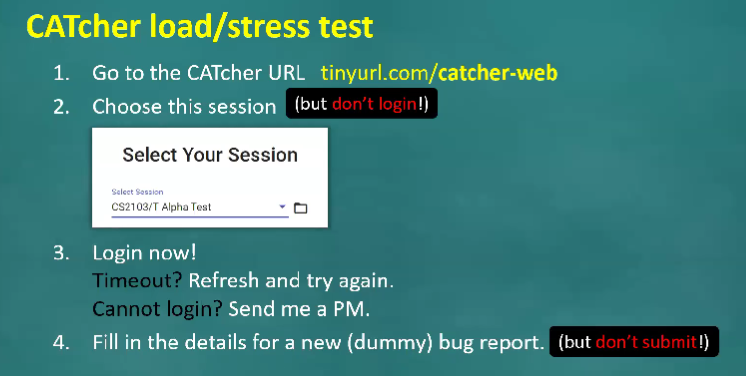 CATcher load/stress test
1. Go to the CATcher URL tinyurl.com/catcher-web
2. Choose this session (but don't login!)
Select Your Session
Select Session
CS2103/T Alpha Test
3. Login now!
Timeout? Refresh and try again.
Cannot login? Send me a PM.
4. Fill in the details for a new (dummy) bug report. (but don't submit!)